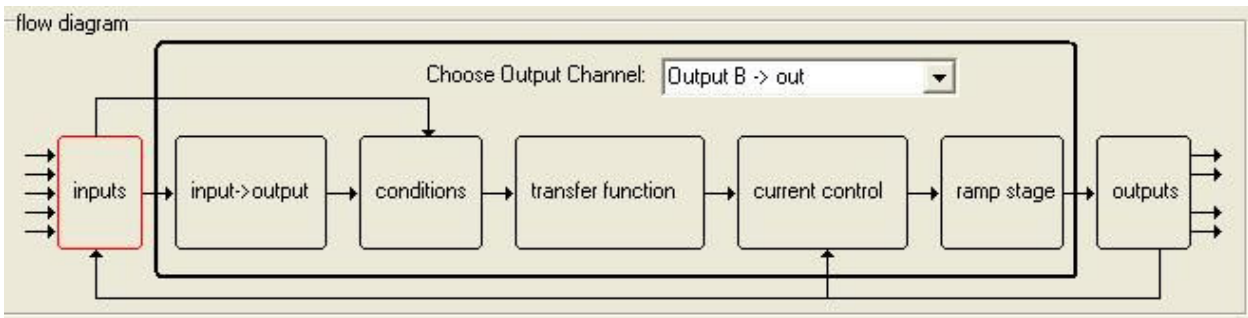 flow diagram
Choose Output Channel: Output B -> out
inputs
input->output
conditions
transfer function
current control
ramp stage
outputs